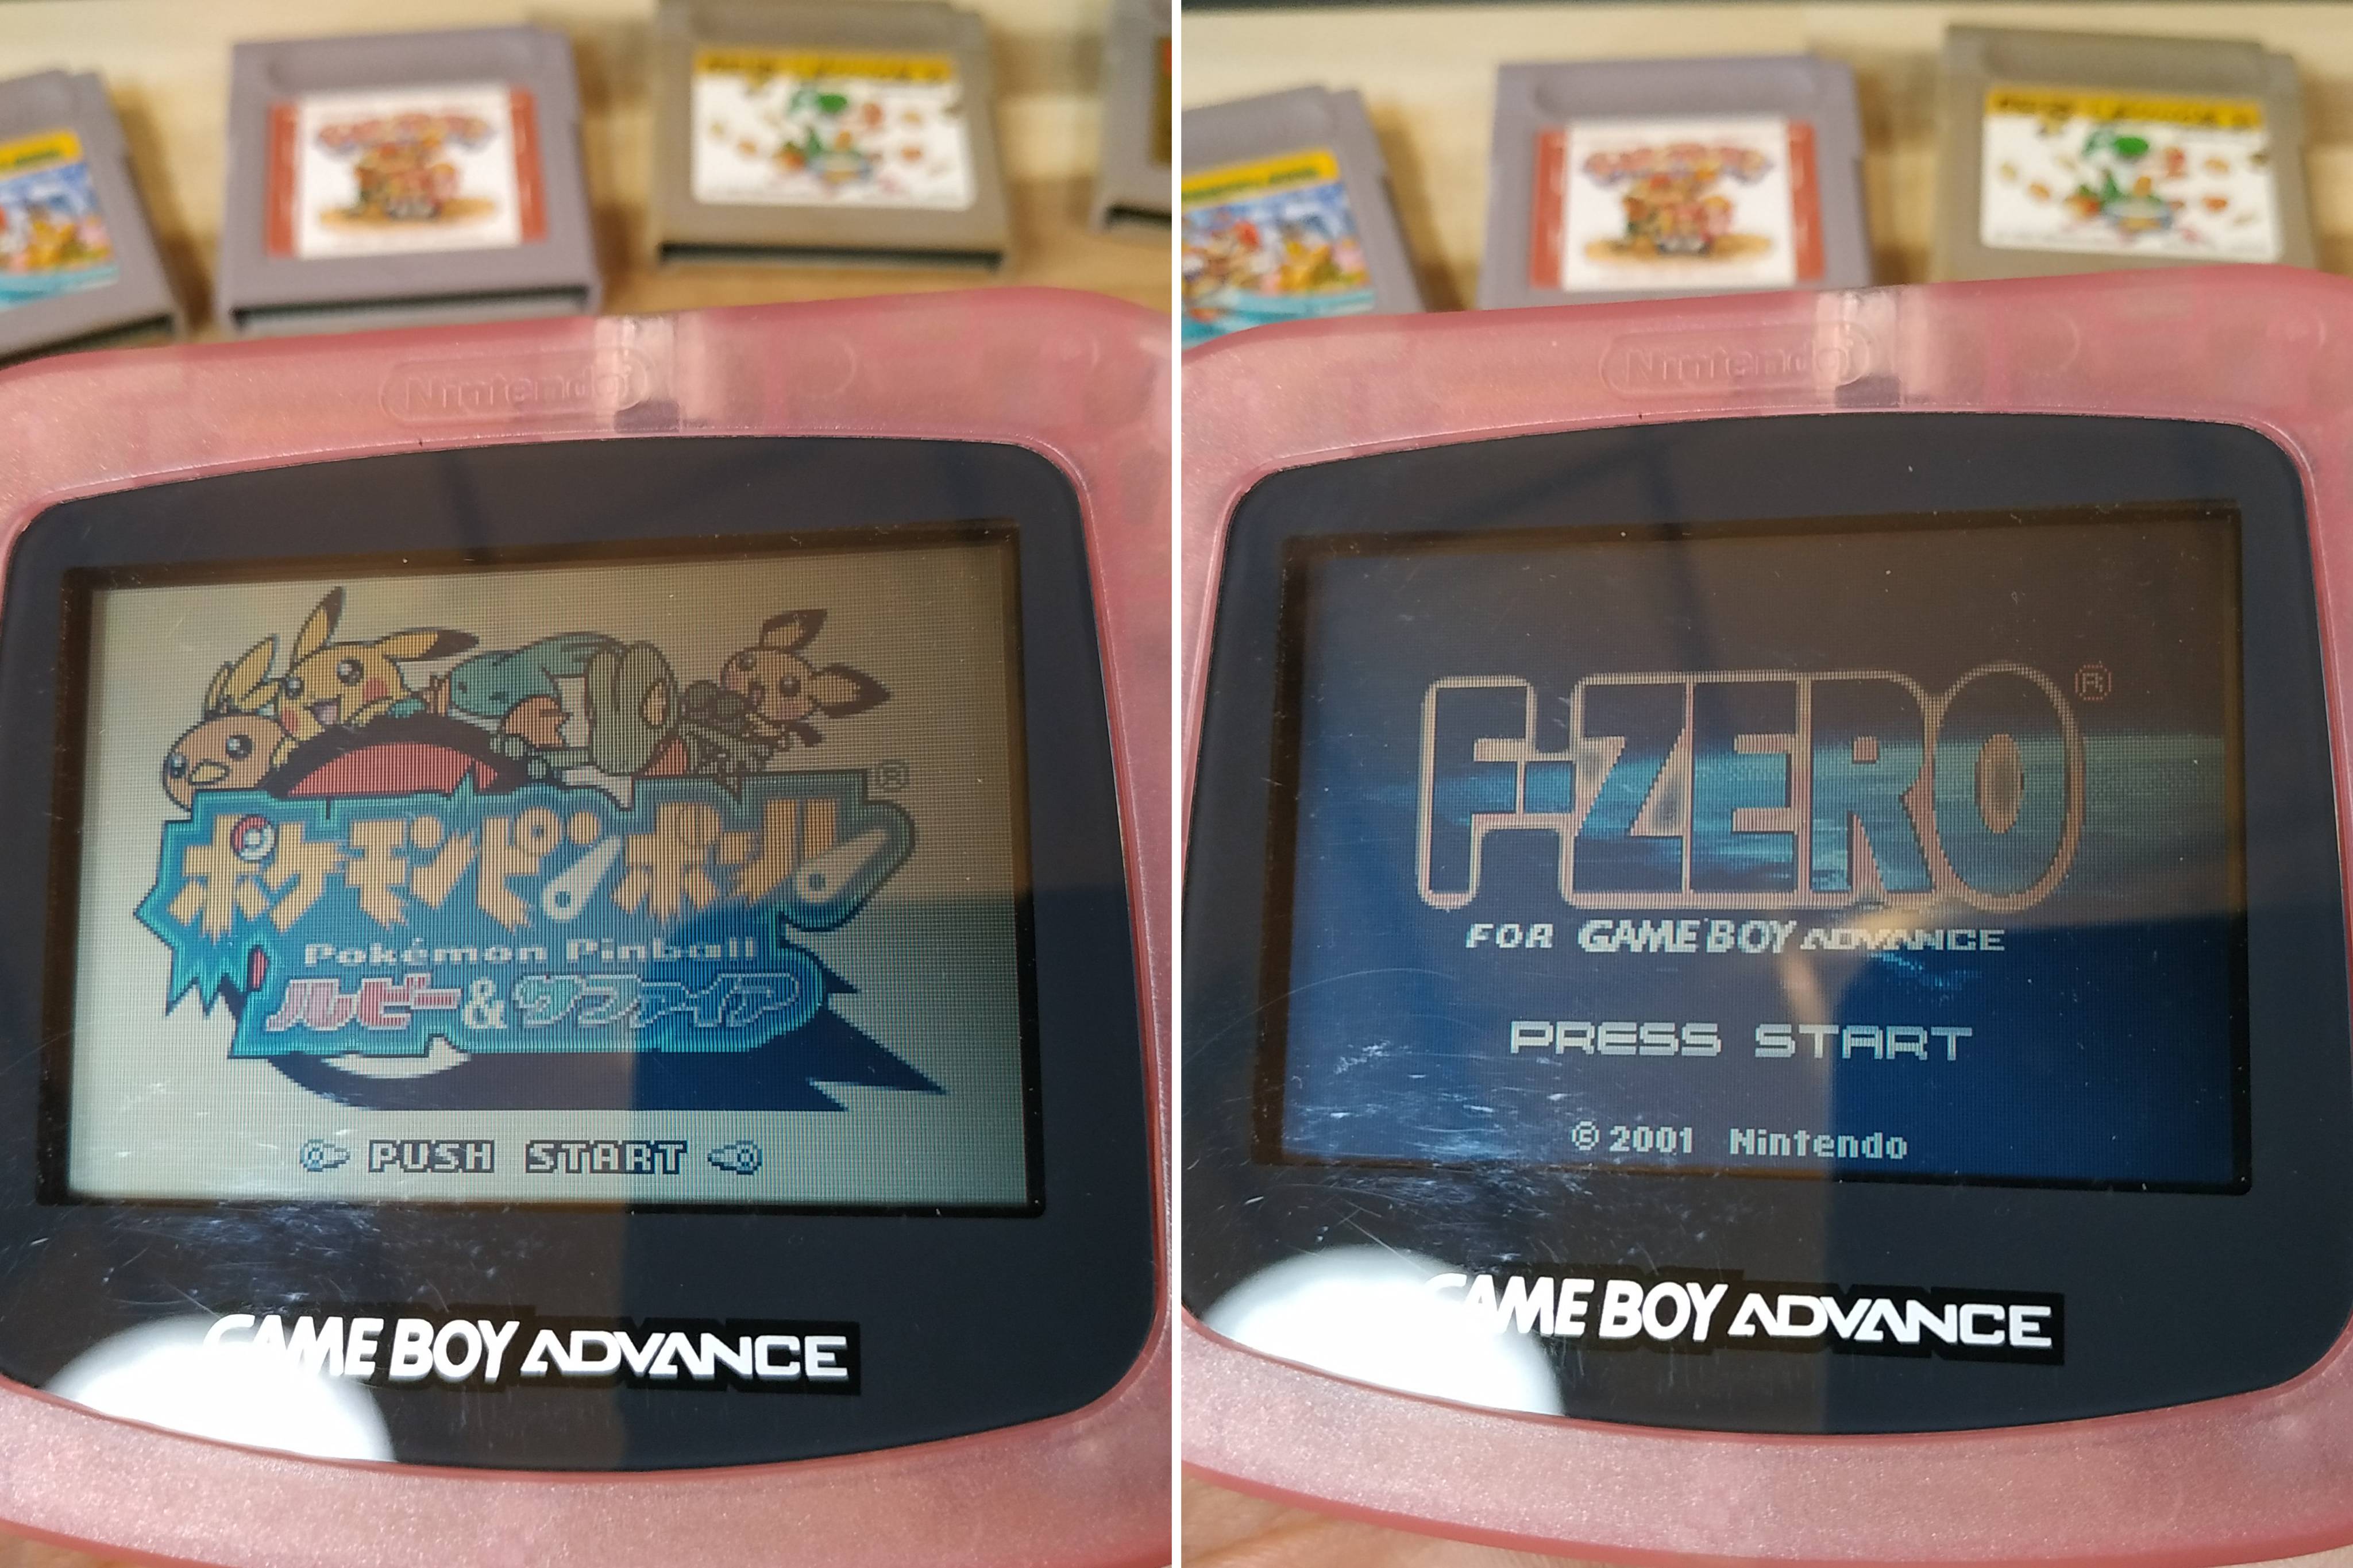 Nintendo
®
ポケモンピンボール
Pokémon Pinball
ルビー&サファイア
PUSH START
GAME BOY ADVANCE
Nintendo
F-ZERO
®
FOR GAME BOY ADVANCE
PRESS START
© 2001 Nintendo
GAME BOY ADVANCE